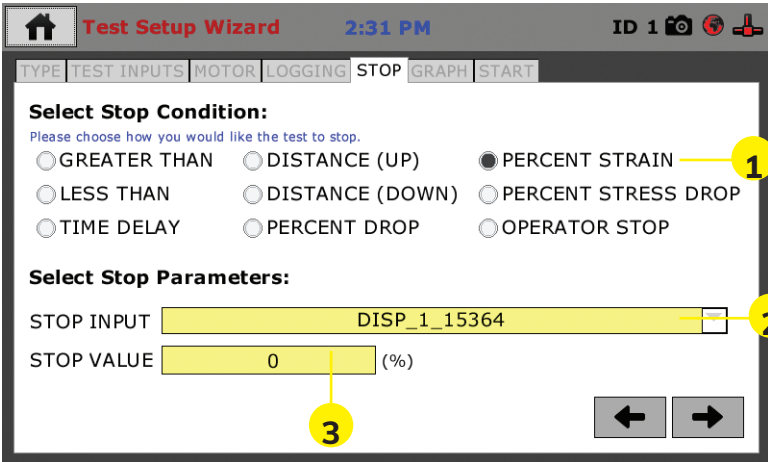 Test Setup Wizard 2:31 PM ID 1
TYPE TEST INPUTS MOTOR LOGGING STOP GRAPH START
Select Stop Condition:
Please choose how you would like the test to stop.
GREATER THAN DISTANCE (UP) PERCENT STRAIN 1
LESS THAN DISTANCE (DOWN) PERCENT STRESS DROP
TIME DELAY PERCENT DROP OPERATOR STOP
Select Stop Parameters:
STOP INPUT DISP_1_15364 2
STOP VALUE 0 (%)
3